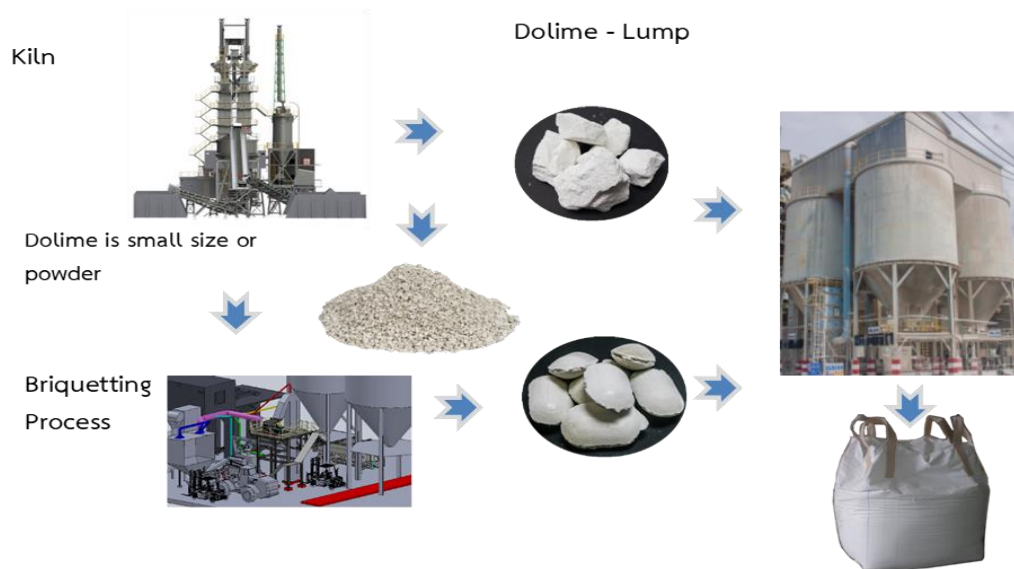 Kiln
Dolime - Lump
Dolime is small size or
powder
Briquetting
Process